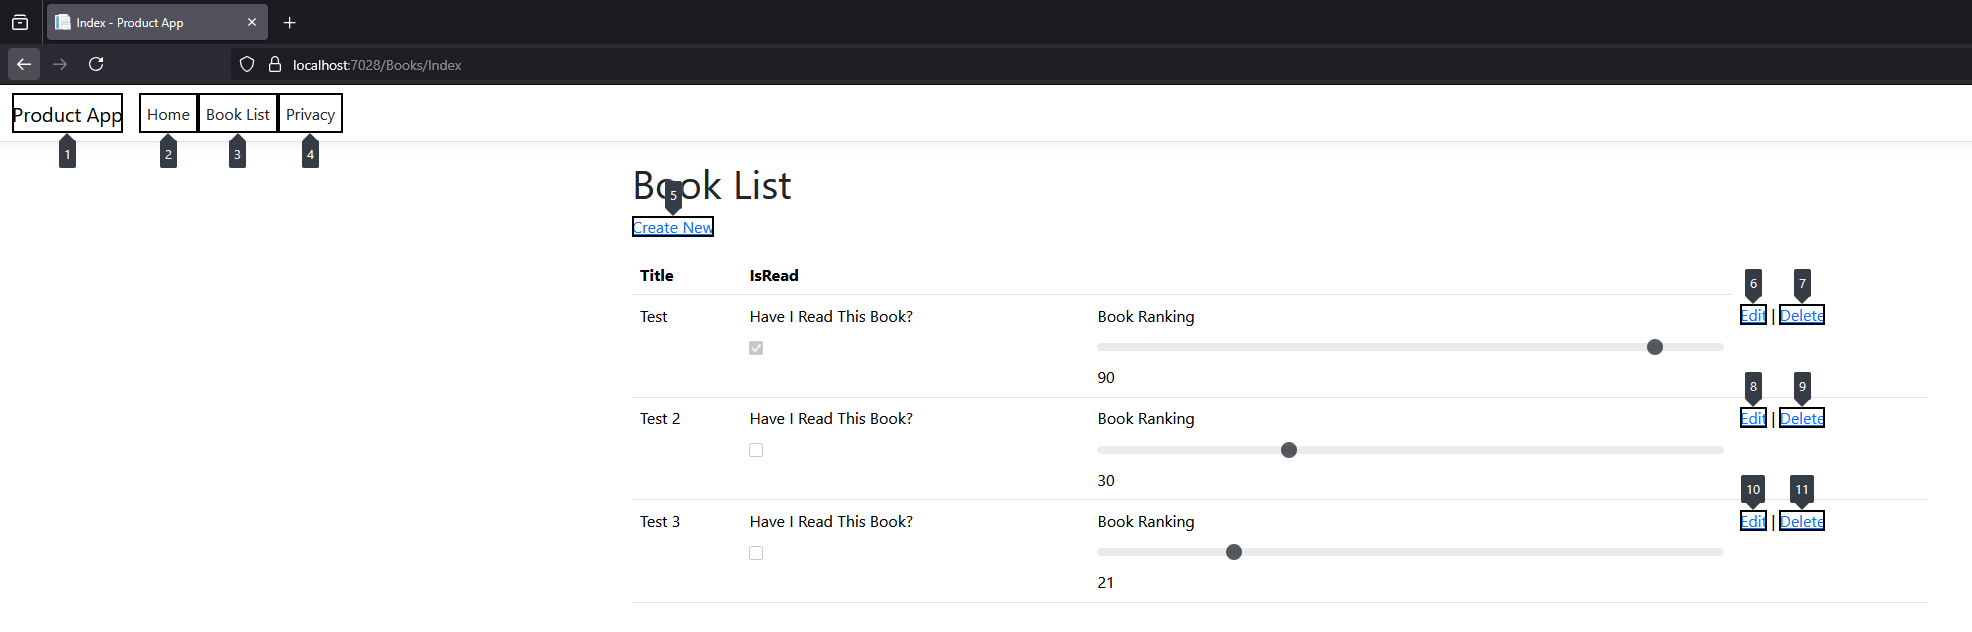 Index - Product App
localhost:7028/Books/Index
Product App Home Book List Privacy
1 2 3 4
Book List
5
Create New
Title IsRead
6 7
Test Have I Read This Book? Book Ranking Edit | Delete
90
8 9
Test 2 Have I Read This Book? Book Ranking Edit | Delete
30
10 11
Test 3 Have I Read This Book? Book Ranking Edit | Delete
21